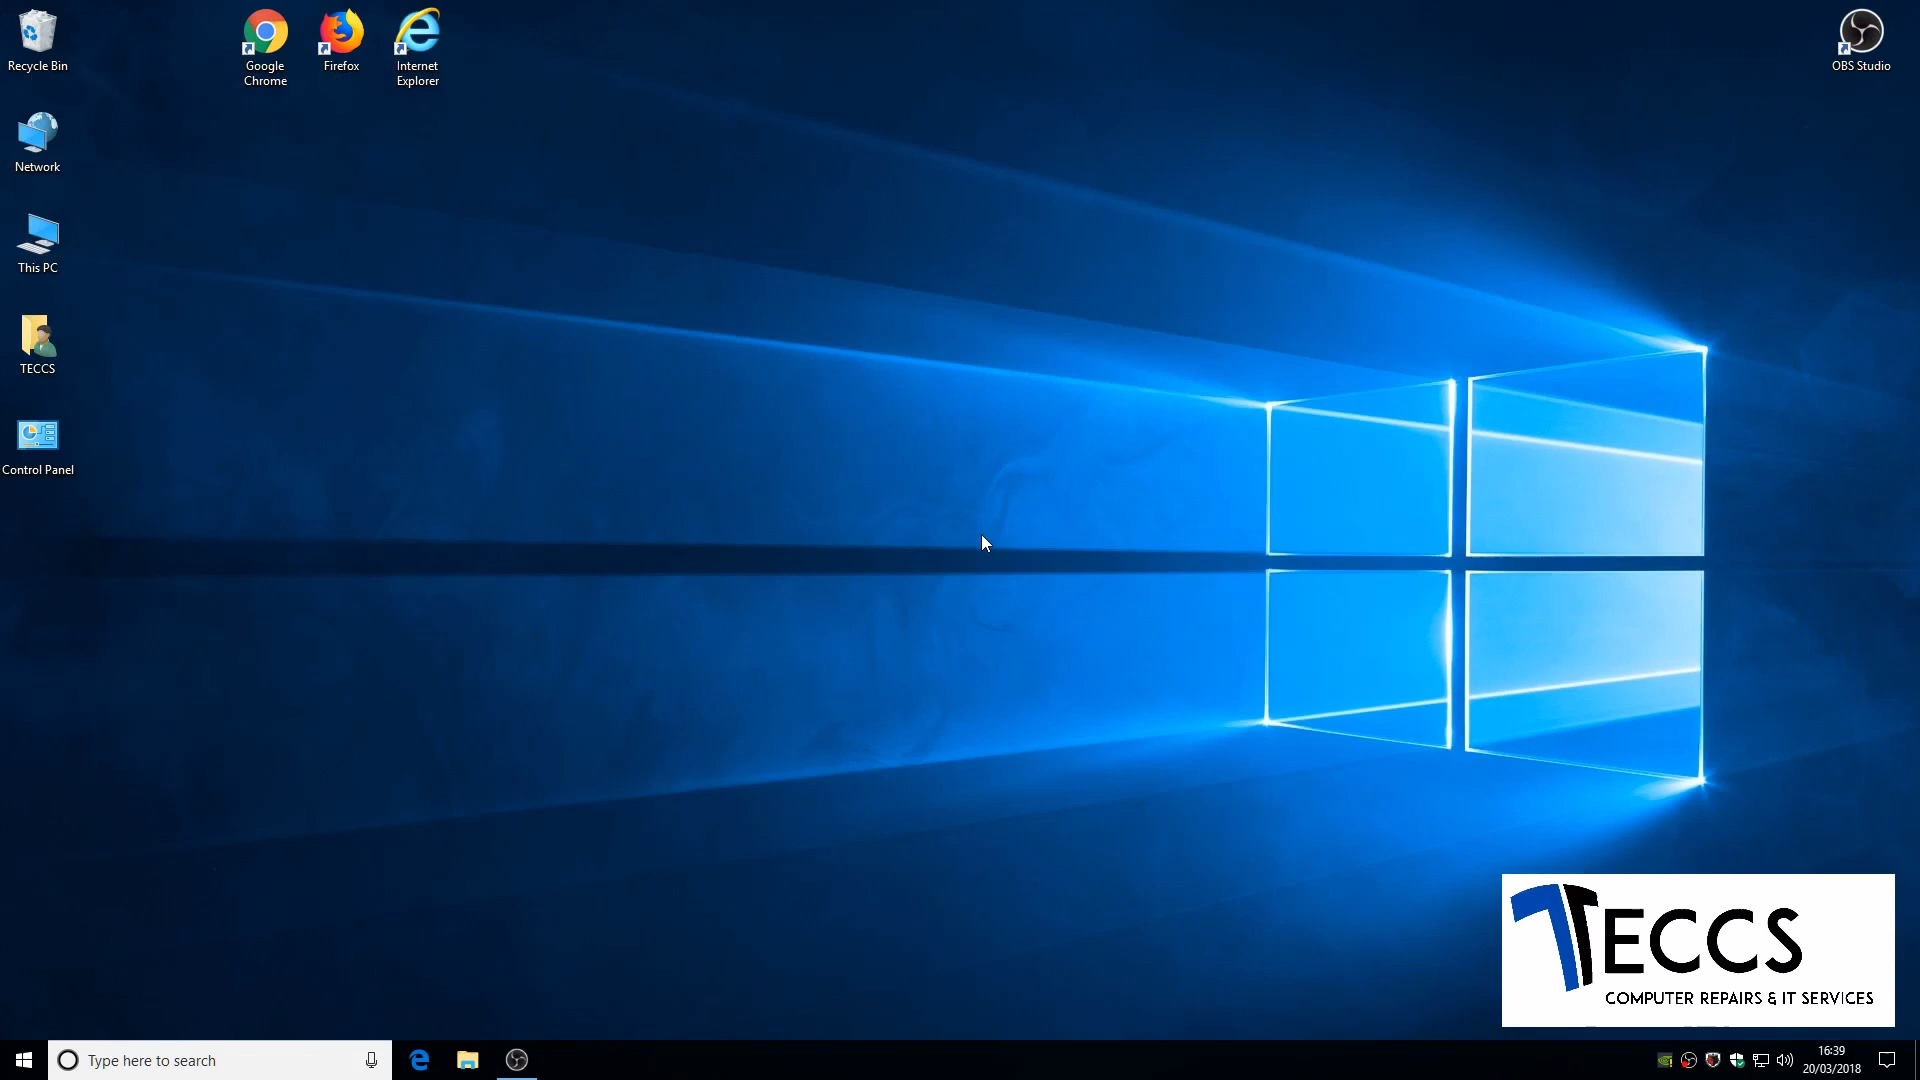 Recycle Bin
Google
Chrome
Firefox
Internet
Explorer
OBS Studio
Network
This PC
TECCS
Control Panel
TECCS
COMPUTER REPAIRS & IT SERVICES
Type here to search
16:39
20/03/2018